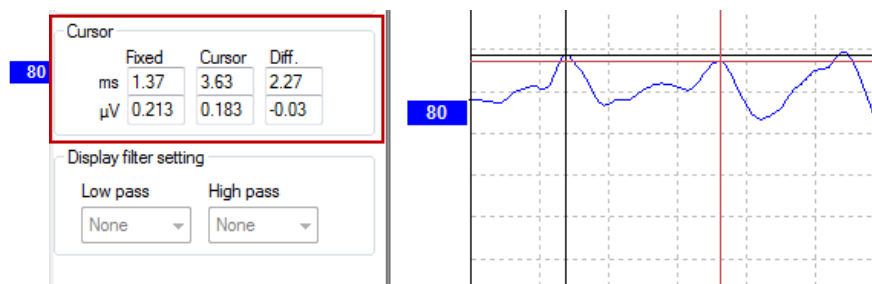 Cursor
Fixed Cursor Diff.
80
ms 1.37 3.63 2.27
µV 0.213 0.183 -0.03
80
Display filter setting
Low pass High pass
None None